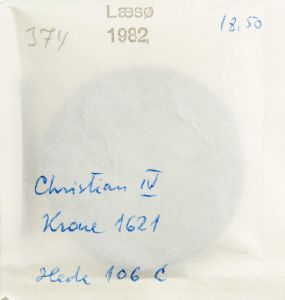 Læsø
1982
374
18,50
Christian IV
Krone 1621
Hede 106 C